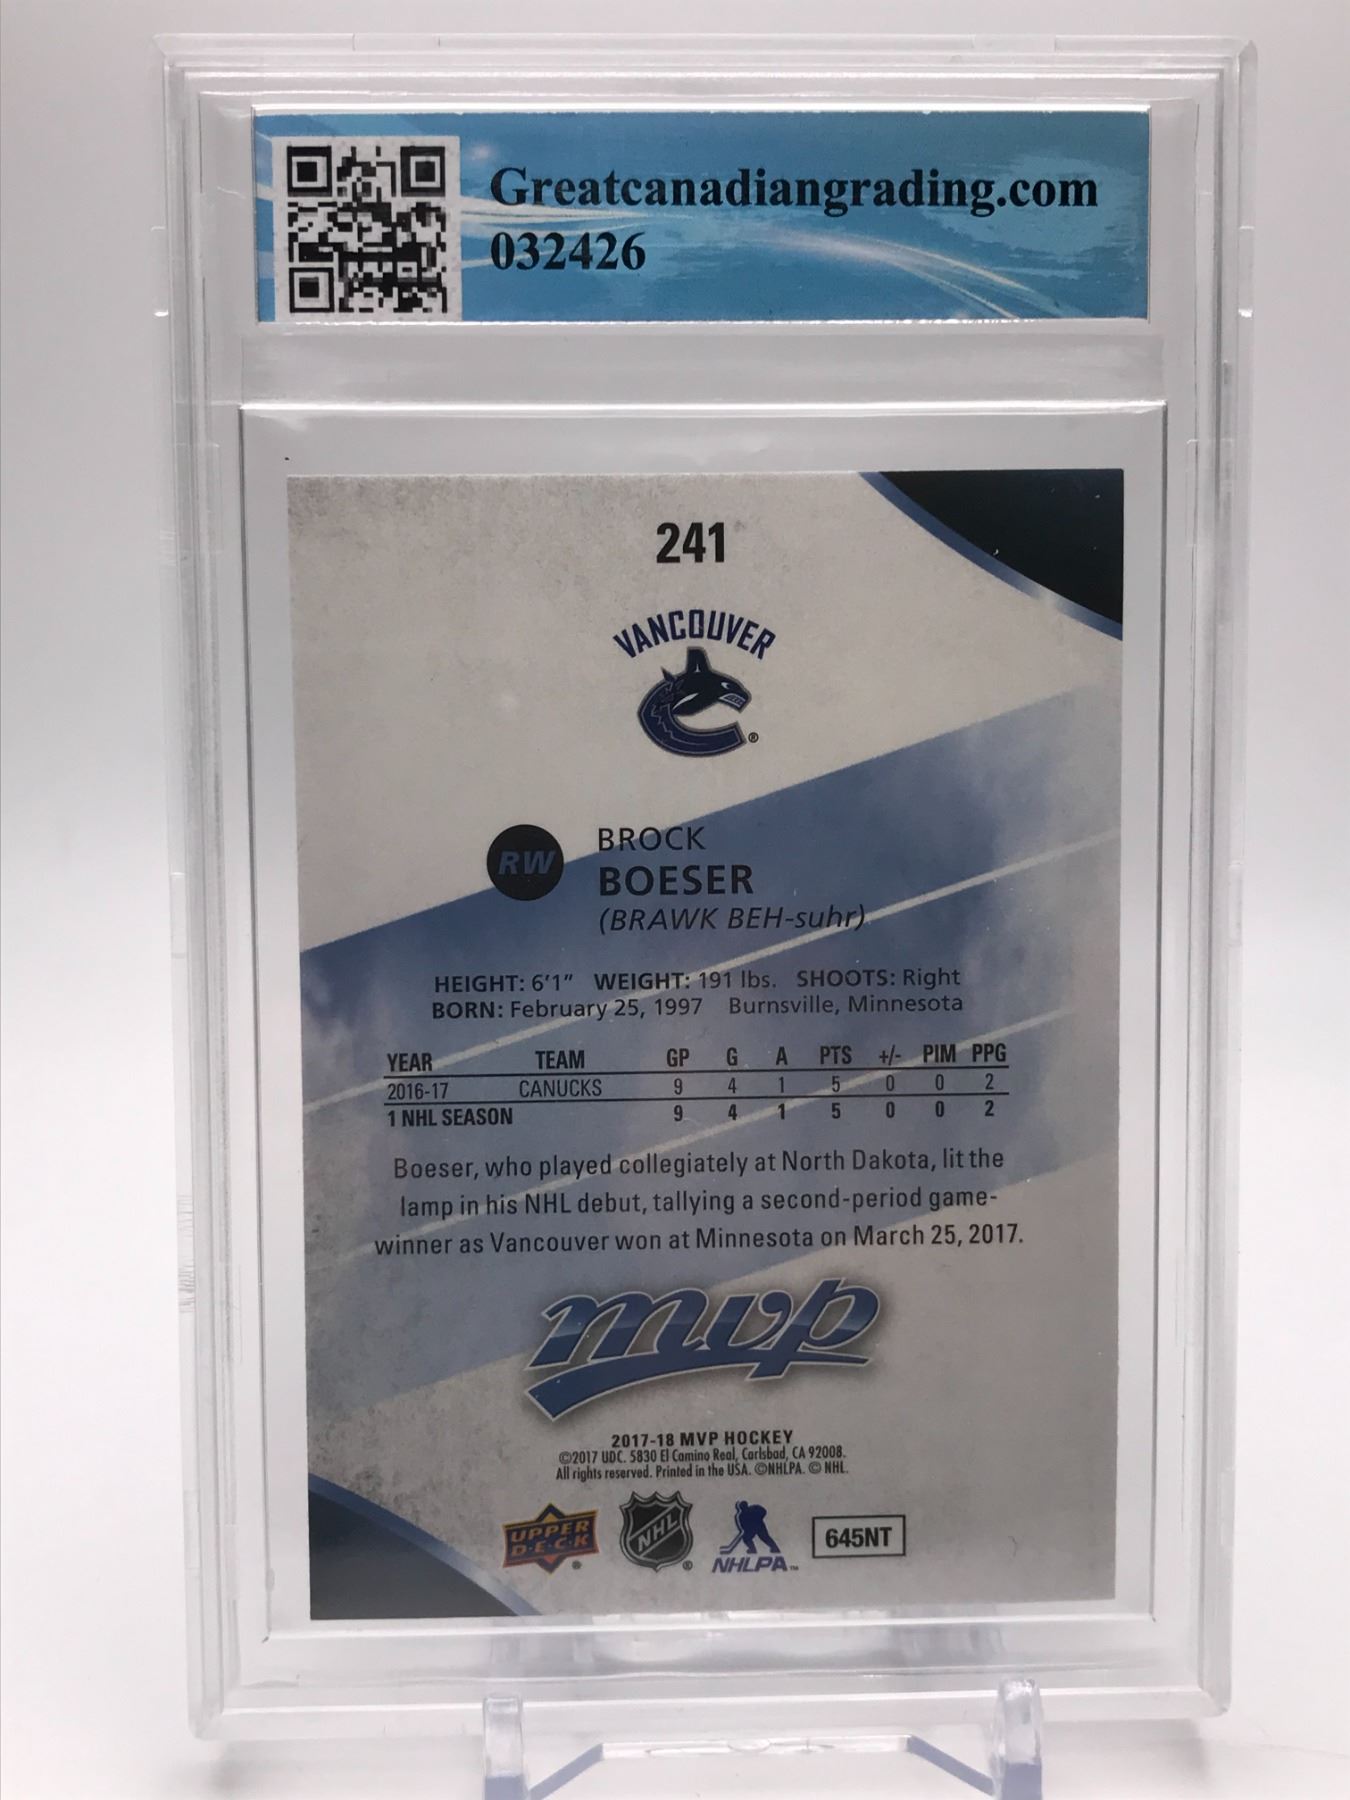 Greatcanadiangrading.com
032426
241
VANCOUVER
®
RW
BROCK
BOESER
(BRAWK BEH-suhr)
HEIGHT: 6'1" WEIGHT: 191 lbs. SHOOTS: Right
BORN: February 25, 1997 Burnsville, Minnesota
YEAR TEAM GP G A PTS +/- PIM PPG
2016-17 CANUCKS 9 4 1 5 0 0 2
1 NHL SEASON 9 4 1 5 0 0 2
Boeser, who played collegiately at North Dakota, lit the
lamp in his NHL debut, tallying a second-period game-
winner as Vancouver won at Minnesota on March 25, 2017.
mvp
2017-18 MVP HOCKEY
©2017 UDC. 5830 El Camino Real, Carlsbad, CA 92008.
All rights reserved. Printed in the USA. ©NHLPA. © NHL.
UPPER
D·E·C·K ®
NHL ®
NHLPA™
645NT